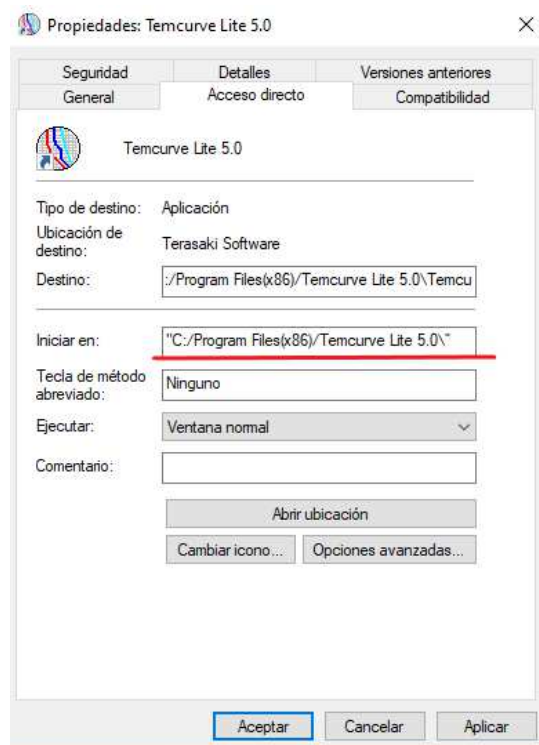 Propiedades: Temcurve Lite 5.0
Seguridad Detalles Versiones anteriores
General Acceso directo Compatibilidad
Temcurve Lite 5.0
Tipo de destino: Aplicación
Ubicación de
destino: Terasaki Software
Destino: :/Program Files(x86)/Temcurve Lite 5.0\Temcu
Iniciar en: "C:/Program Files(x86)/Temcurve Lite 5.0\"
Tecla de método
abreviado: Ninguno
Ejecutar: Ventana normal
Comentario:
Abrir ubicación
Cambiar icono... Opciones avanzadas...
Aceptar Cancelar Aplicar